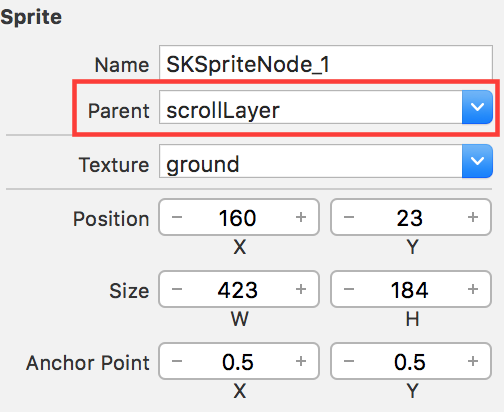 Sprite
Name SKSpriteNode_1
Parent scrollLayer
Texture ground
Position − 160 + − 23 +
X Y
Size − 423 + − 184 +
W H
Anchor Point − 0.5 + − 0.5 +
X Y